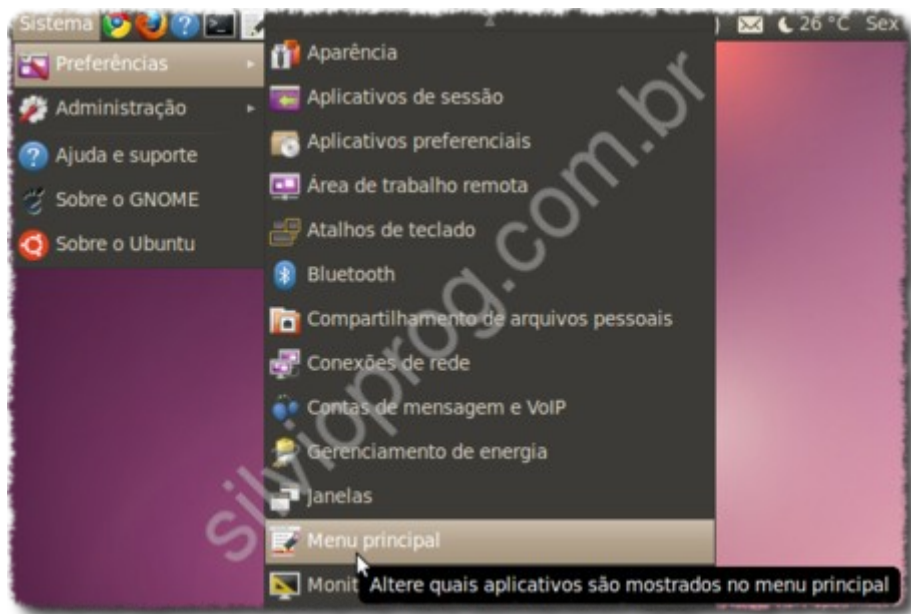 Sistema
26 °C Sex
Preferências
Administração
Ajuda e suporte
Sobre o GNOME
Sobre o Ubuntu
Aparência
Aplicativos de sessão
Aplicativos preferenciais
Área de trabalho remota
Atalhos de teclado
Bluetooth
Compartilhamento de arquivos pessoais
Conexões de rede
Contas de mensagem e VoIP
Gerenciamento de energia
Janelas
Menu principal
Monit
Altere quais aplicativos são mostrados no menu principal
silvioprog.com.br